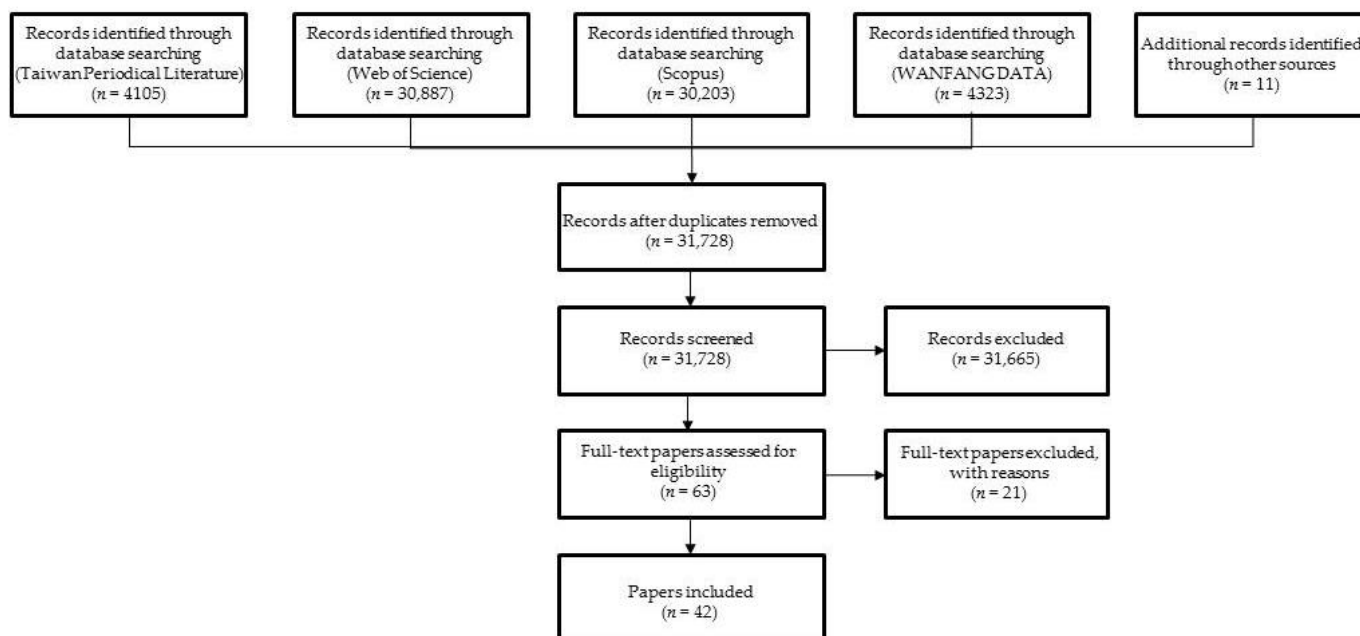 Records identified through
database searching
(Taiwan Periodical Literature)
(n = 4105)
Records identified through
database searching
(Web of Science)
(n = 30,887)
Records identified through
database searching
(Scopus)
(n = 30,203)
Records identified through
database searching
(WANFANG DATA)
(n = 4323)
Additional records identified
through other sources
(n = 11)
Records after duplicates removed
(n = 31,728)
Records screened
(n = 31,728)
Records excluded
(n = 31,665)
Full-text papers assessed for
eligibility
(n = 63)
Full-text papers excluded,
with reasons
(n = 21)
Papers included
(n = 42)